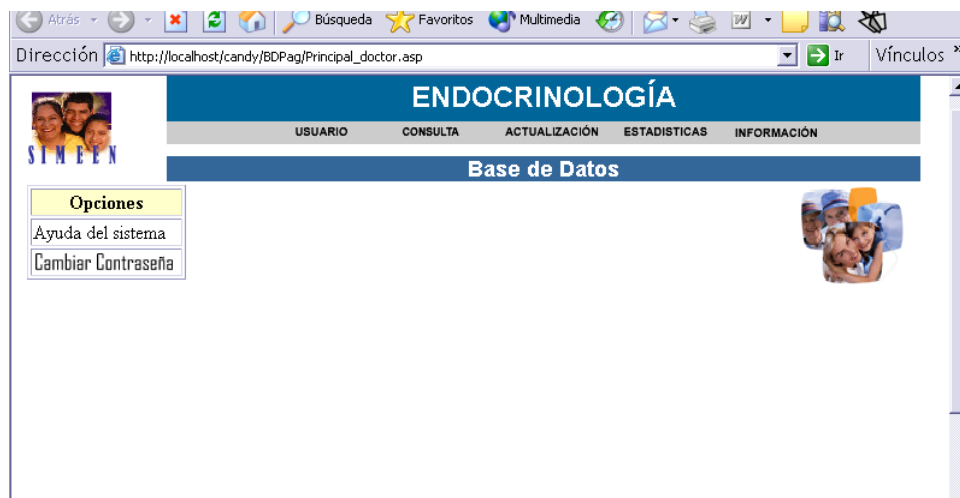 Atrás Búsqueda Favoritos Multimedia
Dirección http://localhost/candy/BDPag/Principal_doctor.asp Ir Vínculos »
SIMEEN
ENDOCRINOLOGÍA
USUARIO CONSULTA ACTUALIZACIÓN ESTADISTICAS INFORMACIÓN
Base de Datos
Opciones
Ayuda del sistema
Cambiar Contraseña